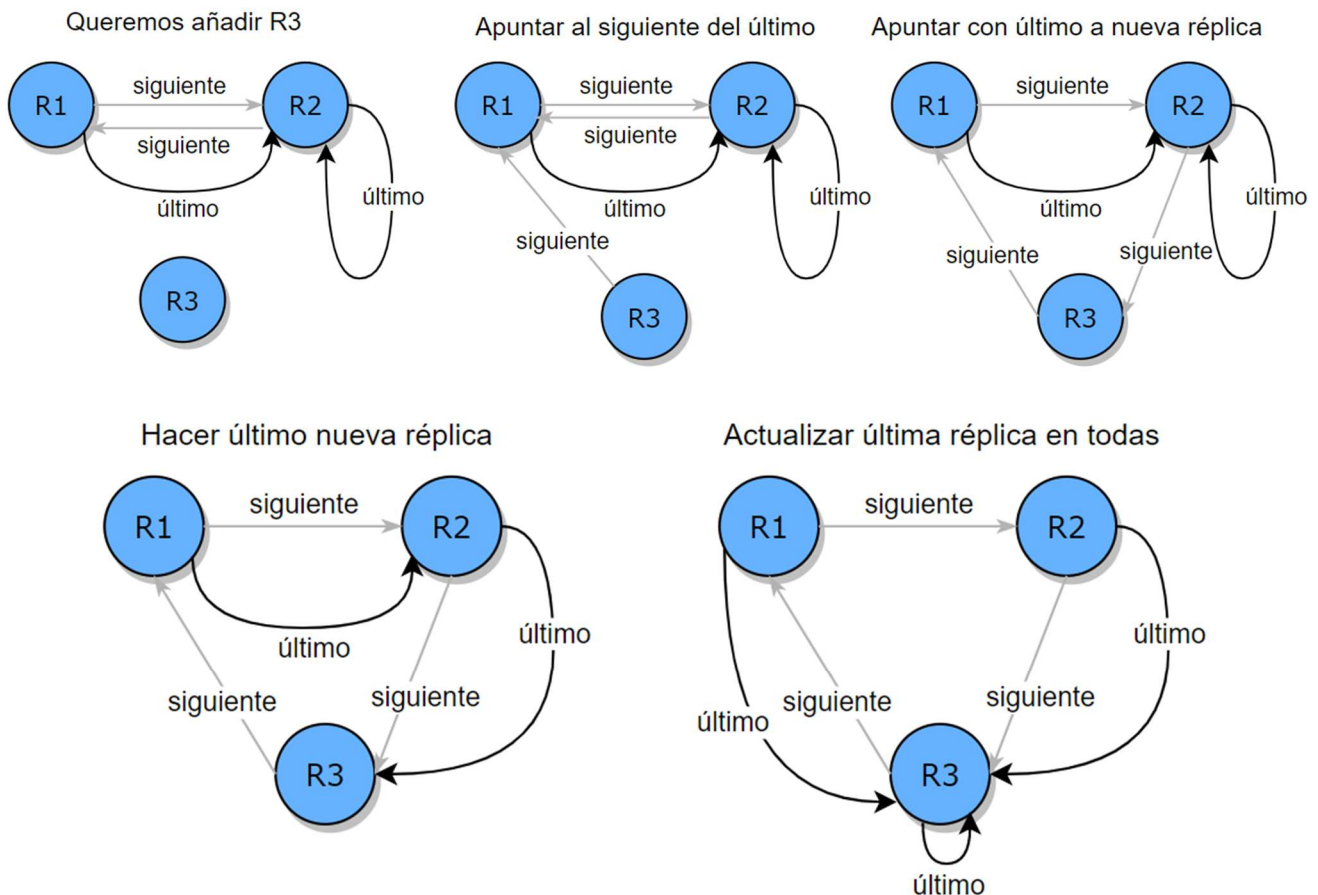 Queremos añadir R3
R1
siguiente
siguiente
R2
último
último
R3
Apuntar al siguiente del último
R1
siguiente
siguiente
R2
último
último
siguiente
R3
Apuntar con último a nueva réplica
R1
siguiente
R2
último
último
siguiente
siguiente
R3
Hacer último nueva réplica
R1
siguiente
R2
último
último
siguiente
siguiente
R3
Actualizar última réplica en todas
R1
siguiente
R2
último
último
siguiente
siguiente
R3
último